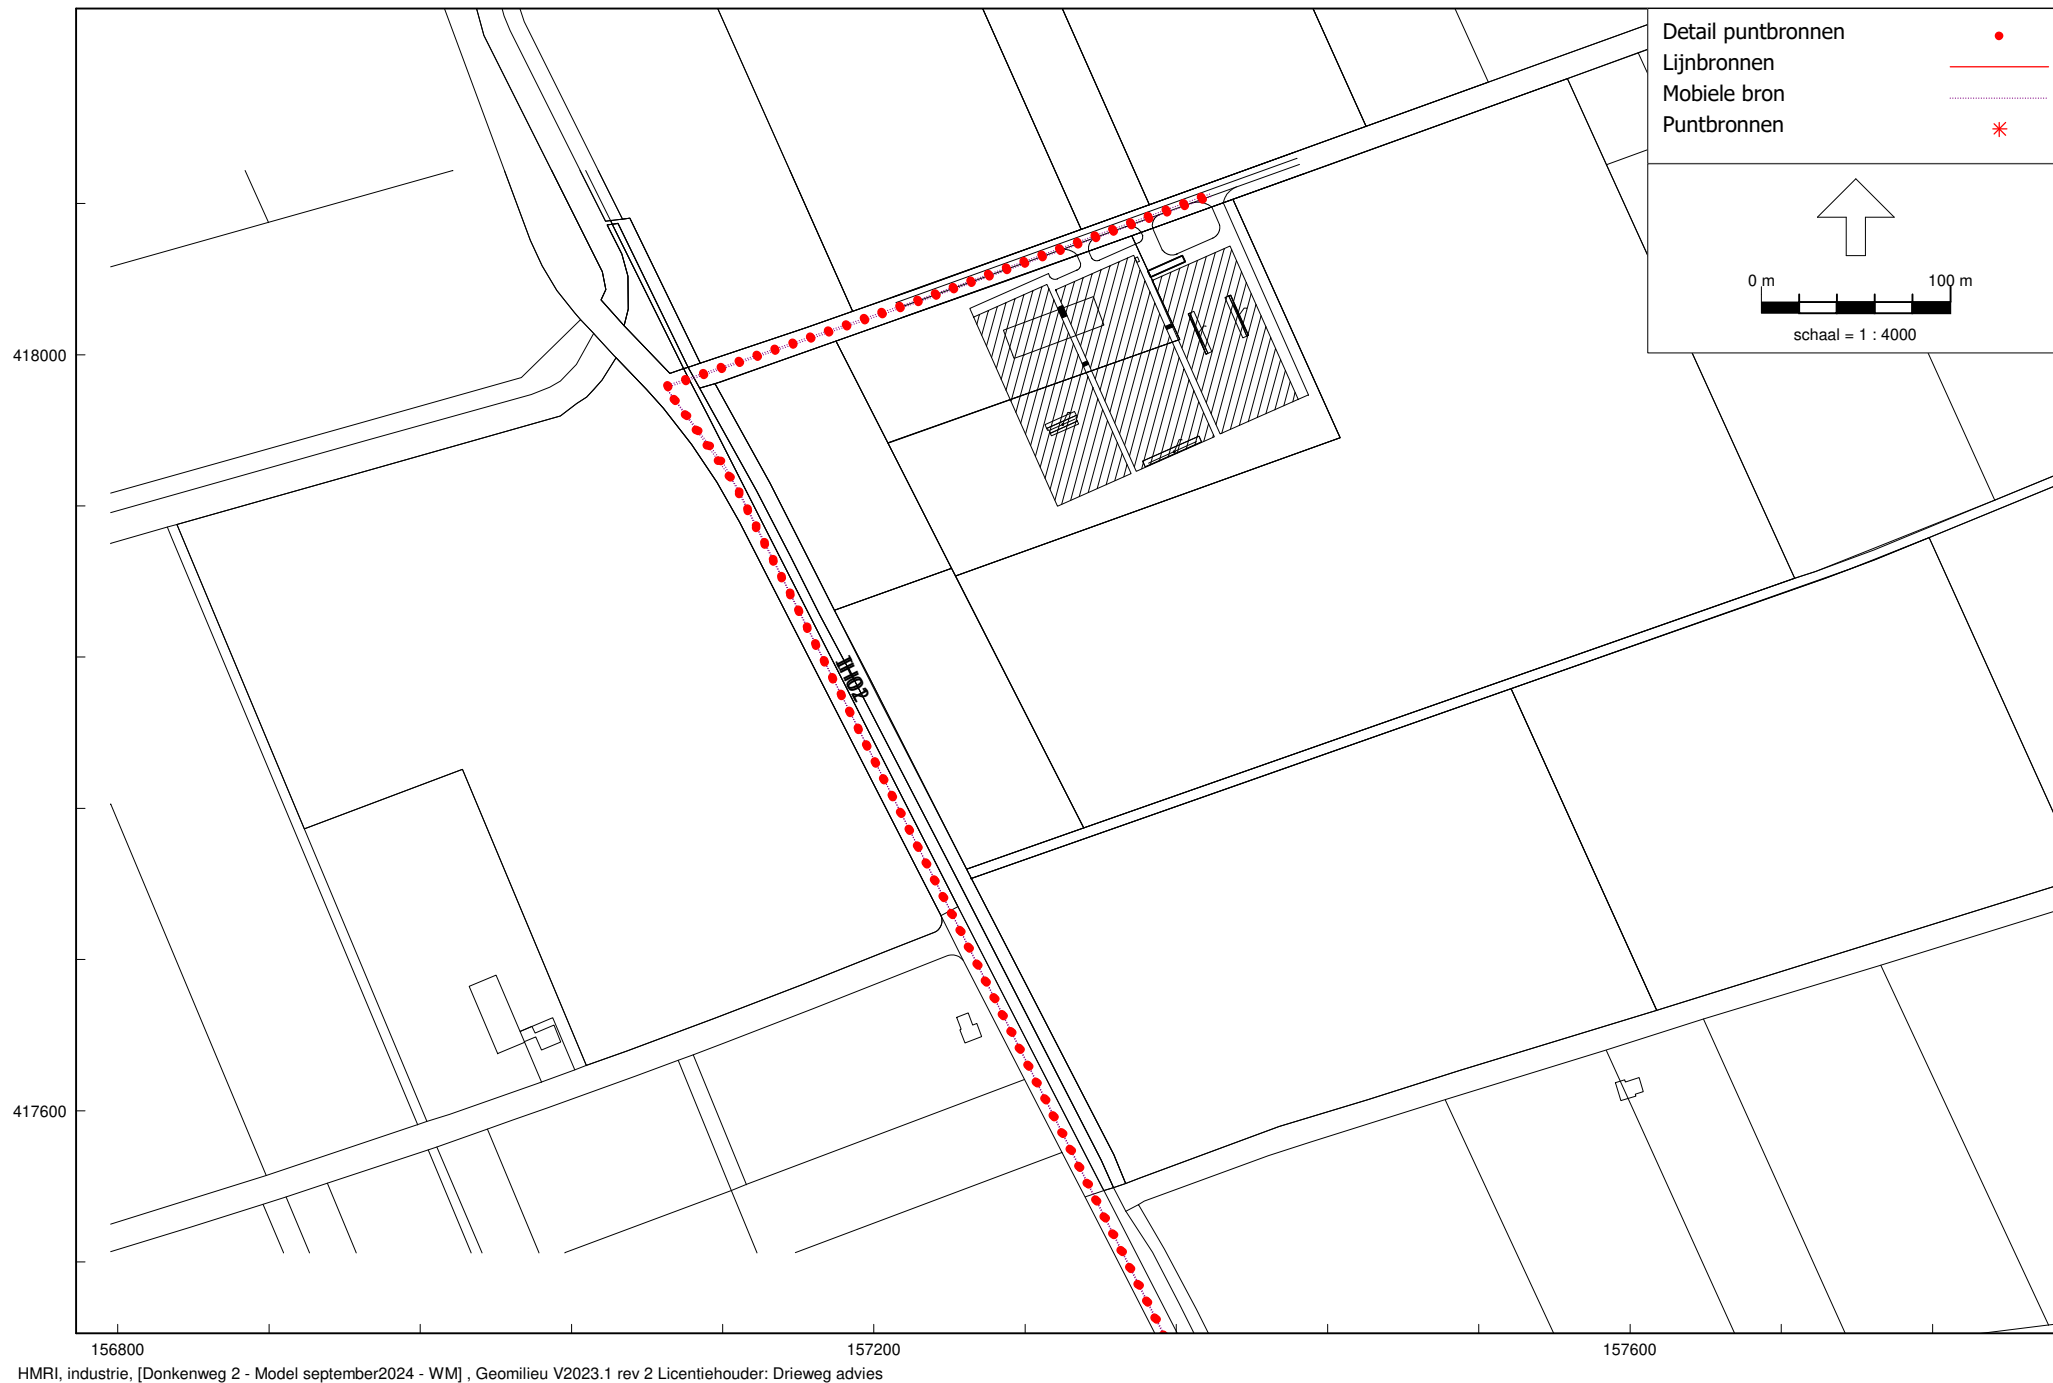 Detail puntbronnen
Lijnbronnen
Mobiele bron
Puntbronnen
0 m 100 m
schaal = 1 : 4000
418000
417600
156800 157200 157600
HMRI, industrie, [Donkenweg 2 - Model september2024 - WM] , Geomilieu V2023.1 rev 2 Licentiehouder: Drieweg advies